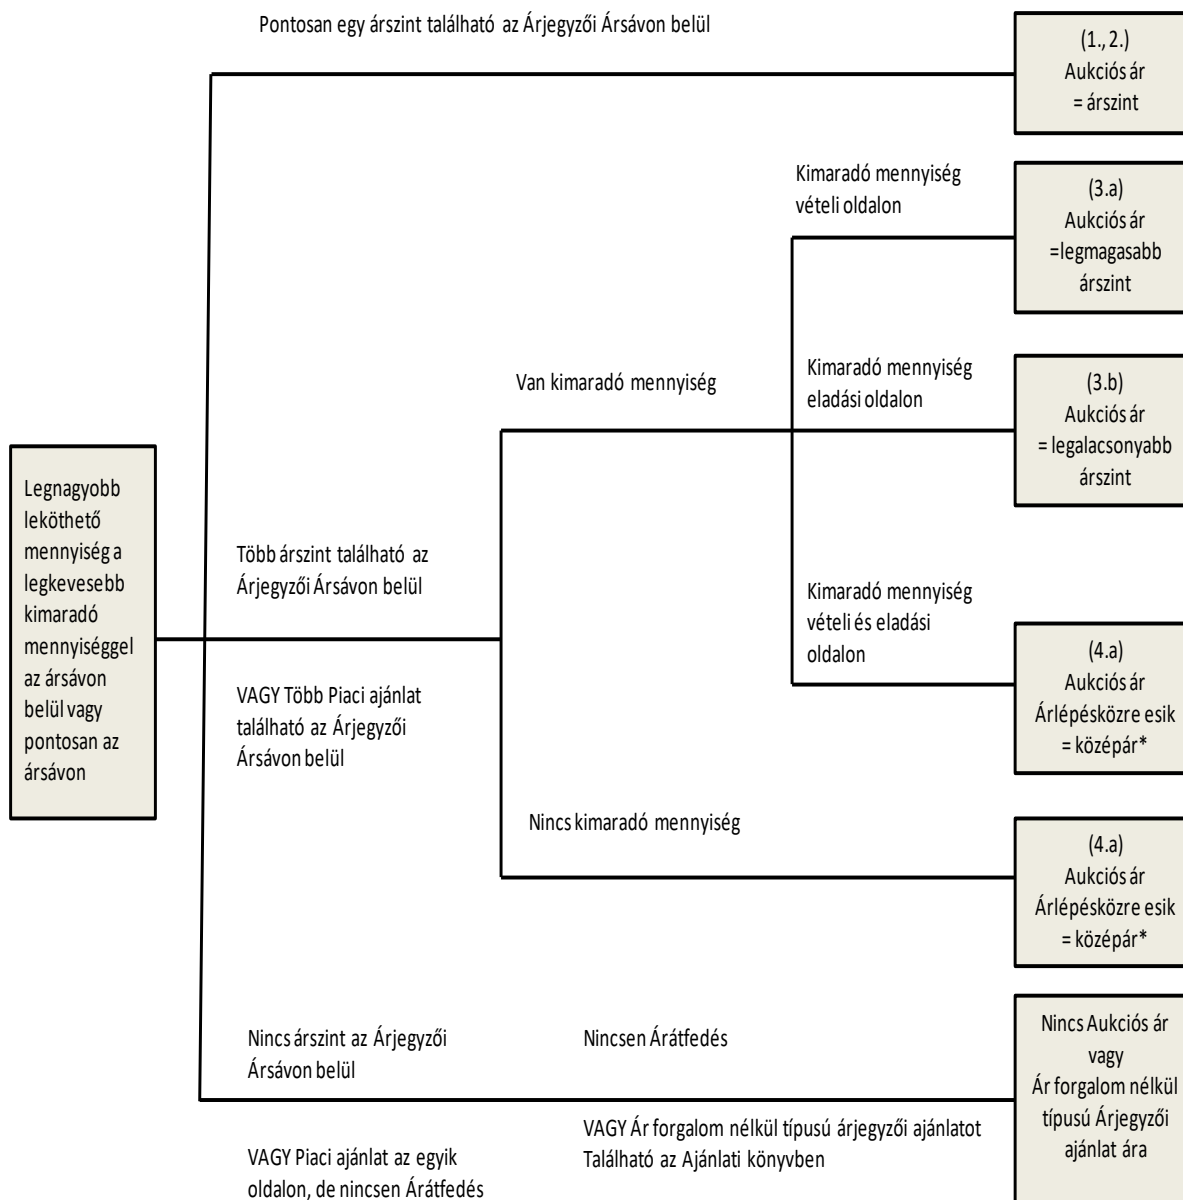 Pontosan egy árszint található az Árjegyzői Ársávon belül
(1., 2.)
Aukciós ár
= árszint
Kimaradó mennyiség
vételi oldalon
(3.a)
Aukciós ár
=legmagasabb
árszint
Van kimaradó mennyiség
Kimaradó mennyiség
eladási oldalon
(3.b)
Aukciós ár
= legalacsonyabb
árszint
Legnagyobb
leköthető
mennyiség a
legkevesebb
kimaradó
mennyiséggel
az ársávon
belül vagy
pontosan az
ársávon
Több árszint található az
Árjegyzői Ársávon belül
VAGY Több Piaci ajánlat
található az Árjegyzői
Ársávon belül
Kimaradó mennyiség
vételi és eladási
oldalon
(4.a)
Aukciós ár
Árlépésközre esik
= középár*
Nincs kimaradó mennyiség
(4.a)
Aukciós ár
Árlépésközre esik
= középár*
Nincs árszint az Árjegyzői
Ársávon belül
Nincsen Árátfedés
VAGY Piaci ajánlat az egyik
oldalon, de nincsen Árátfedés
VAGY Ár forgalom nélkül típusú árjegyzői ajánlatot
Található az Ajánlati könyvben
Nincs Aukciós ár
vagy
Ár forgalom nélkül
típusú Árjegyzői
ajánlat ára